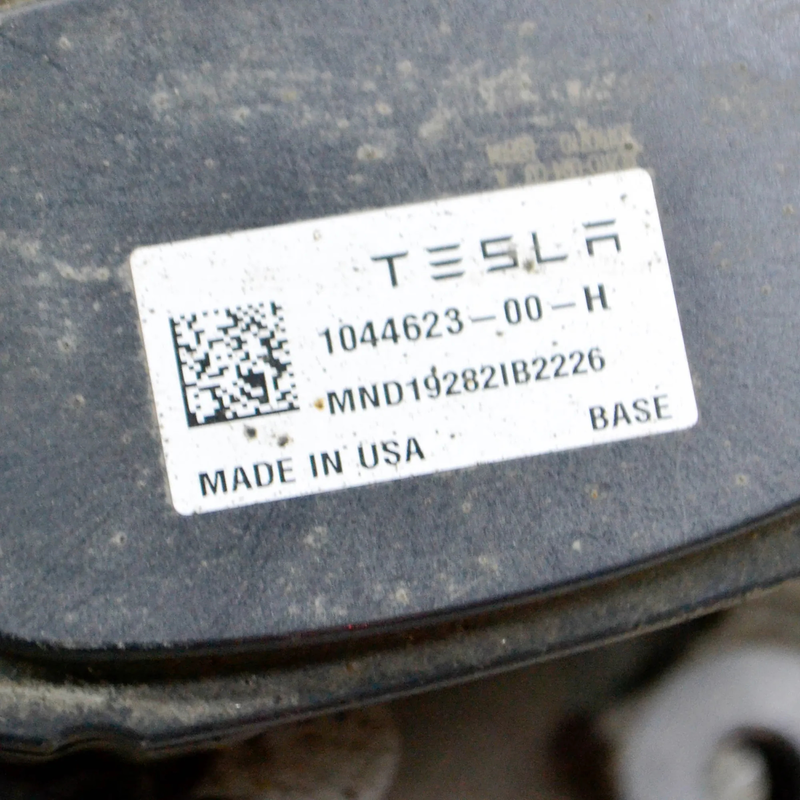 TESLA
1044623-00-H
MND19282IB2226
BASE
MADE IN USA